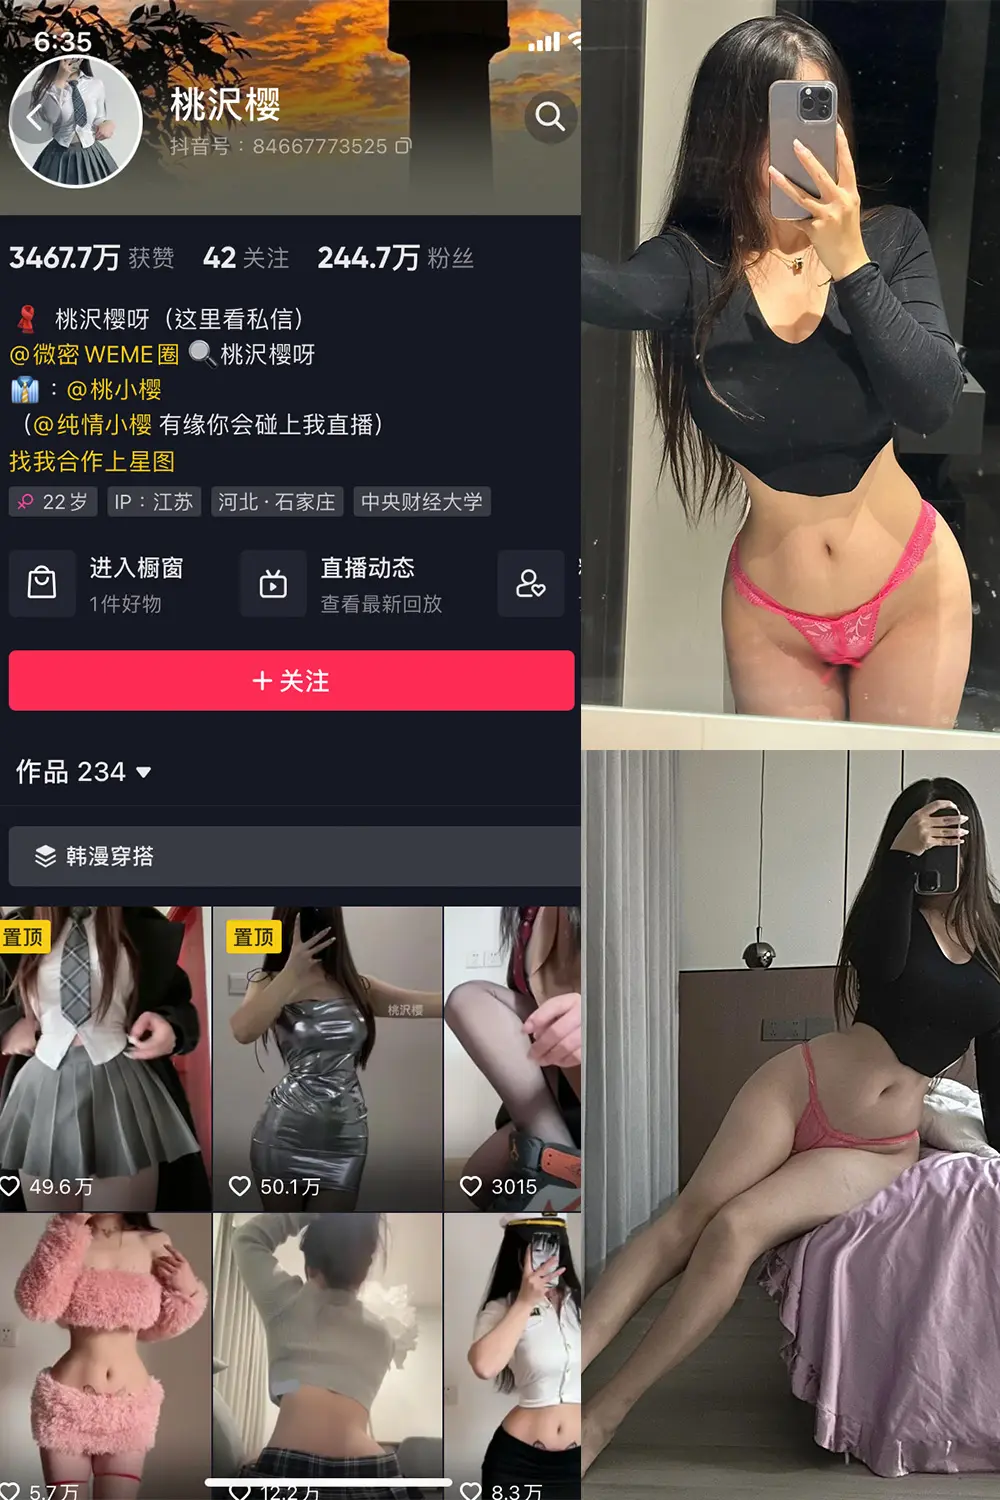 6:35
桃沢樱
抖音号：84667773525
3467.7万 获赞 42 关注 244.7万 粉丝
桃沢樱呀（这里看私信）
@微密 WEME圈 🔍桃沢樱呀
👔：@桃小樱
（@纯情小樱 有缘你会碰上我直播）
找我合作上星图
22岁 IP：江苏 河北·石家庄 中央财经大学
进入橱窗 直播动态
1件好物 查看最新回放
+ 关注
作品 234
韩漫穿搭
置顶 置顶
桃沢樱
49.6万 50.1万 3015
5.7万 12.2万 8.3万